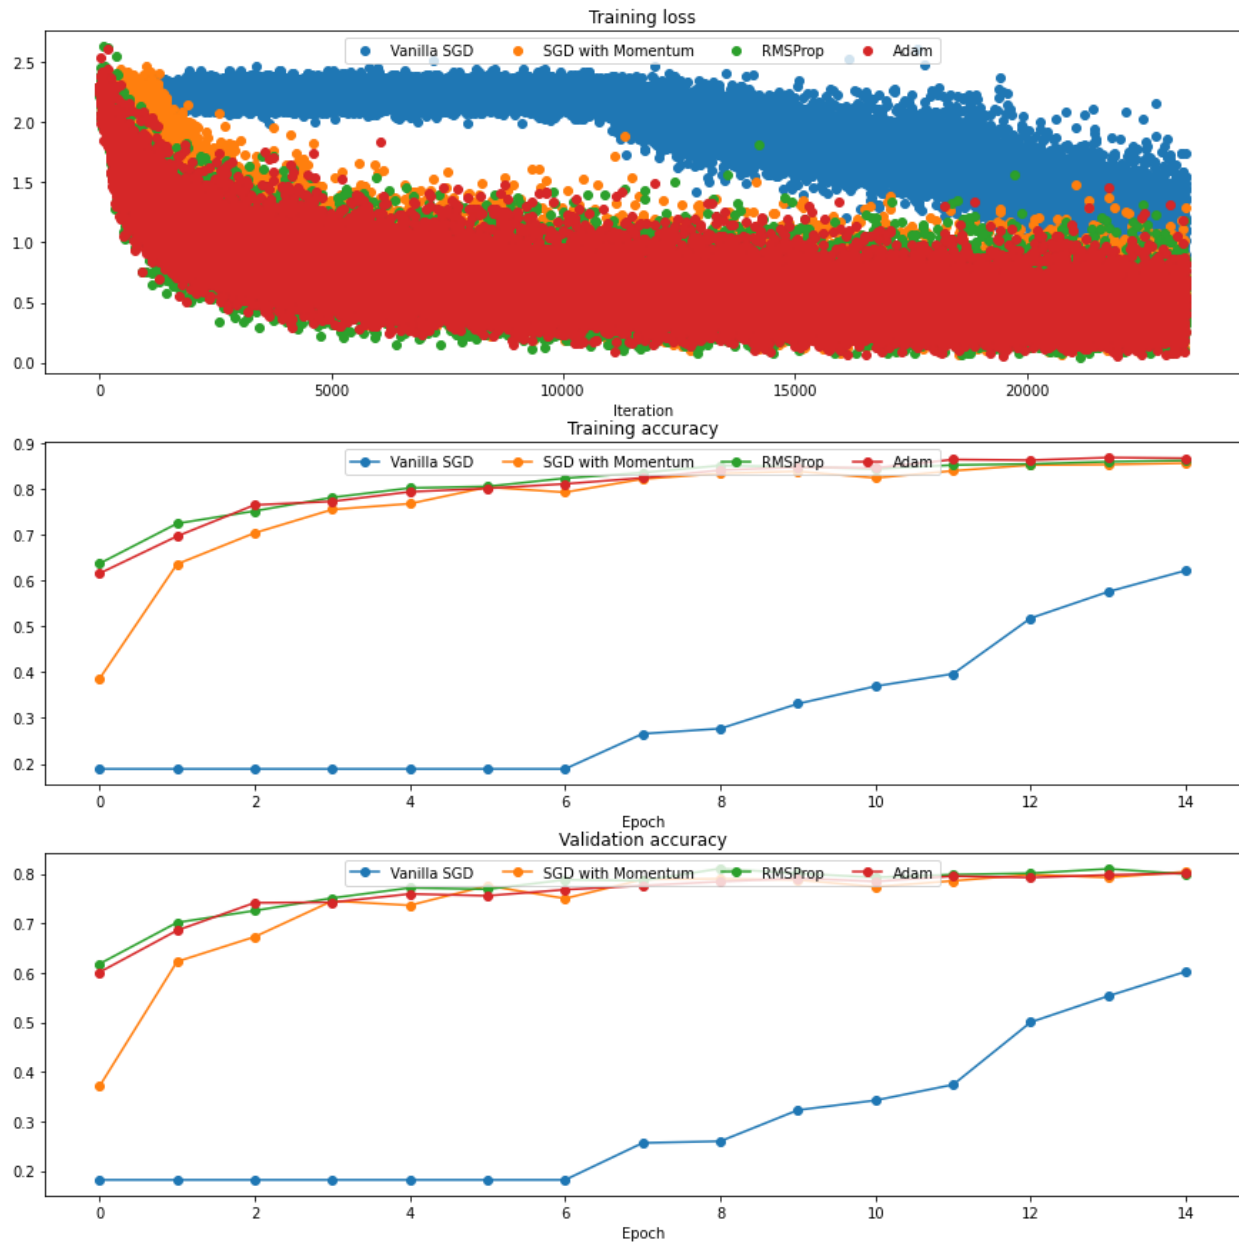 Training loss
Vanilla SGD SGD with Momentum RMSProp Adam
2.5
2.0
1.5
1.0
0.5
0.0
0 5000 10000 15000 20000
Iteration
Training accuracy
Vanilla SGD SGD with Momentum RMSProp Adam
0.9
0.8
0.7
0.6
0.5
0.4
0.3
0.2
0 2 4 6 8 10 12 14
Epoch
Validation accuracy
Vanilla SGD SGD with Momentum RMSProp Adam
0.8
0.7
0.6
0.5
0.4
0.3
0.2
0 2 4 6 8 10 12 14
Epoch